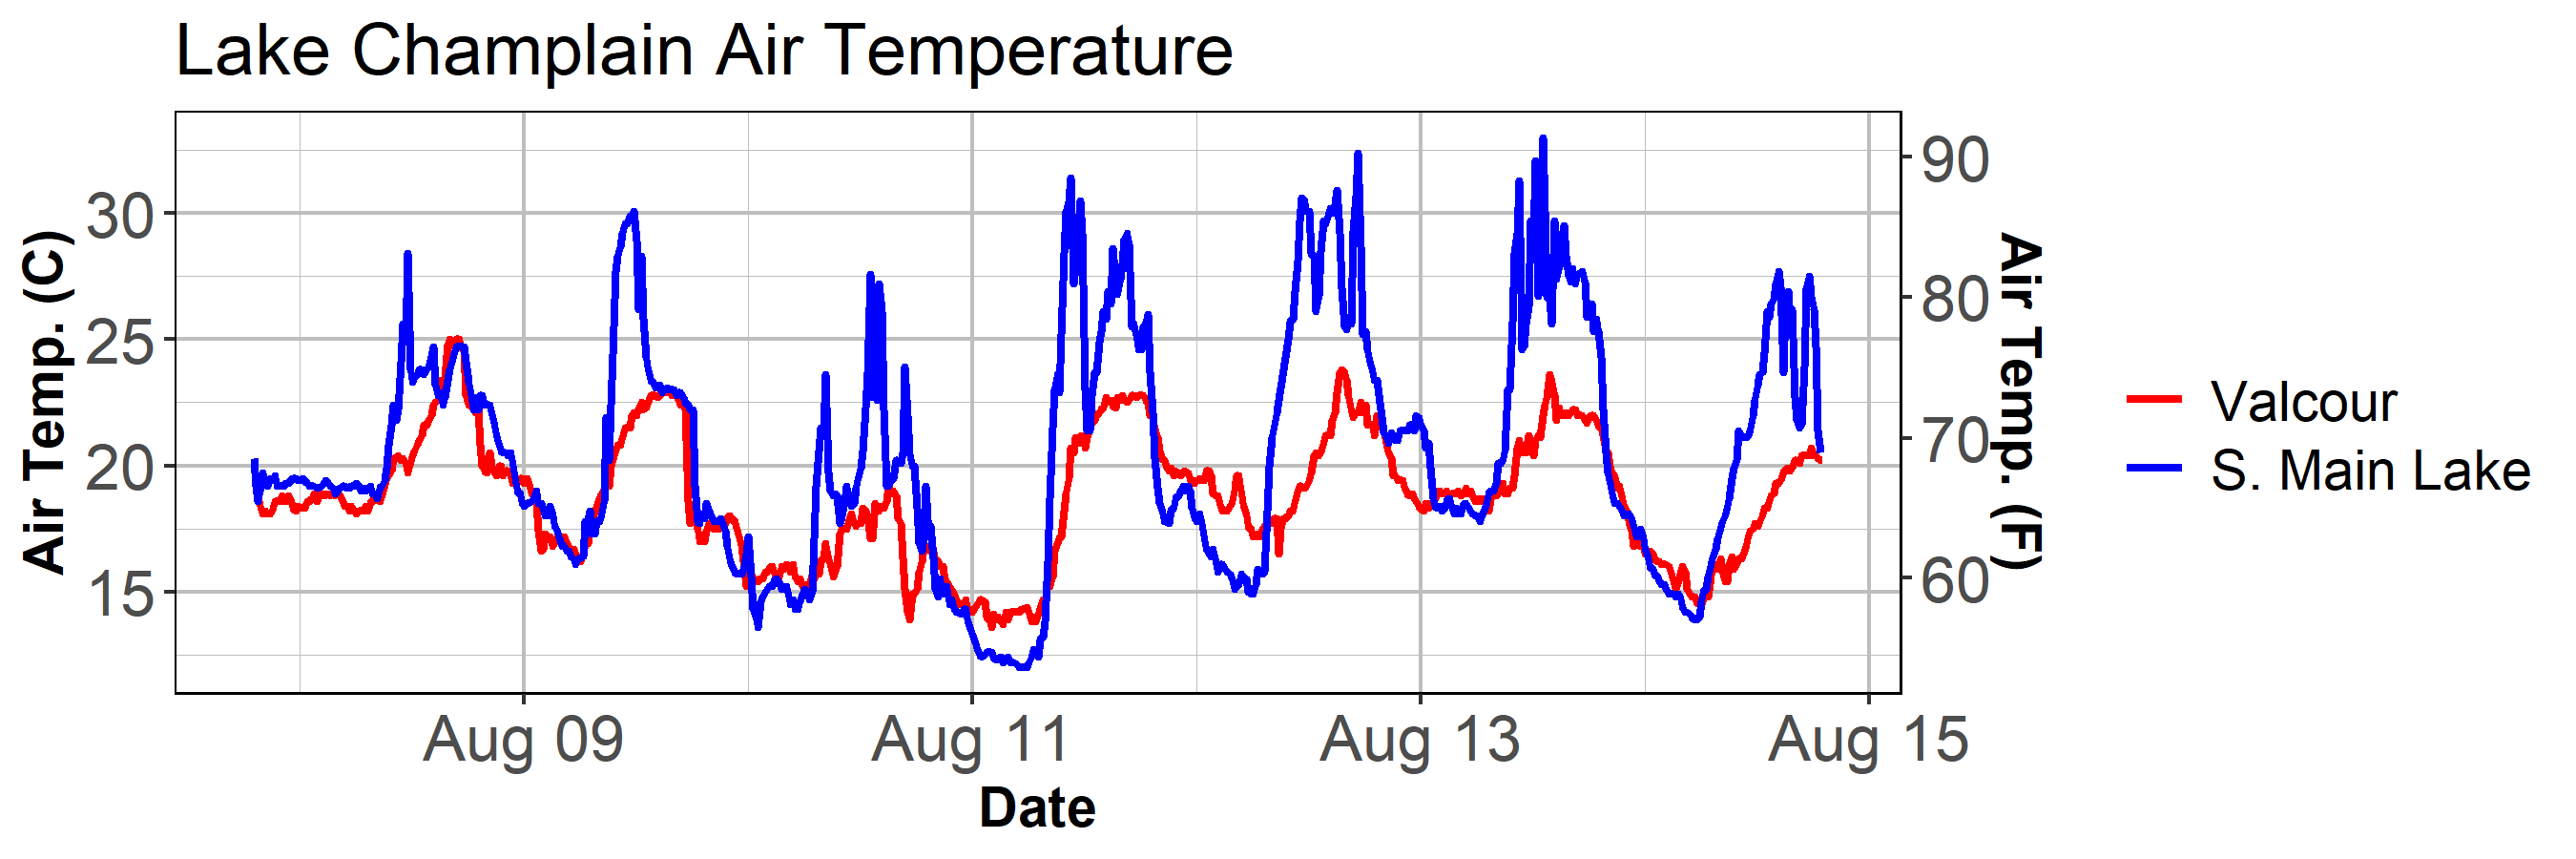 Lake Champlain Air Temperature
Air Temp. (C)
30
25
20
15
90
80
70
60
Air Temp. (F)
Aug 09 Aug 11 Aug 13 Aug 15
Date
Valcour
S. Main Lake